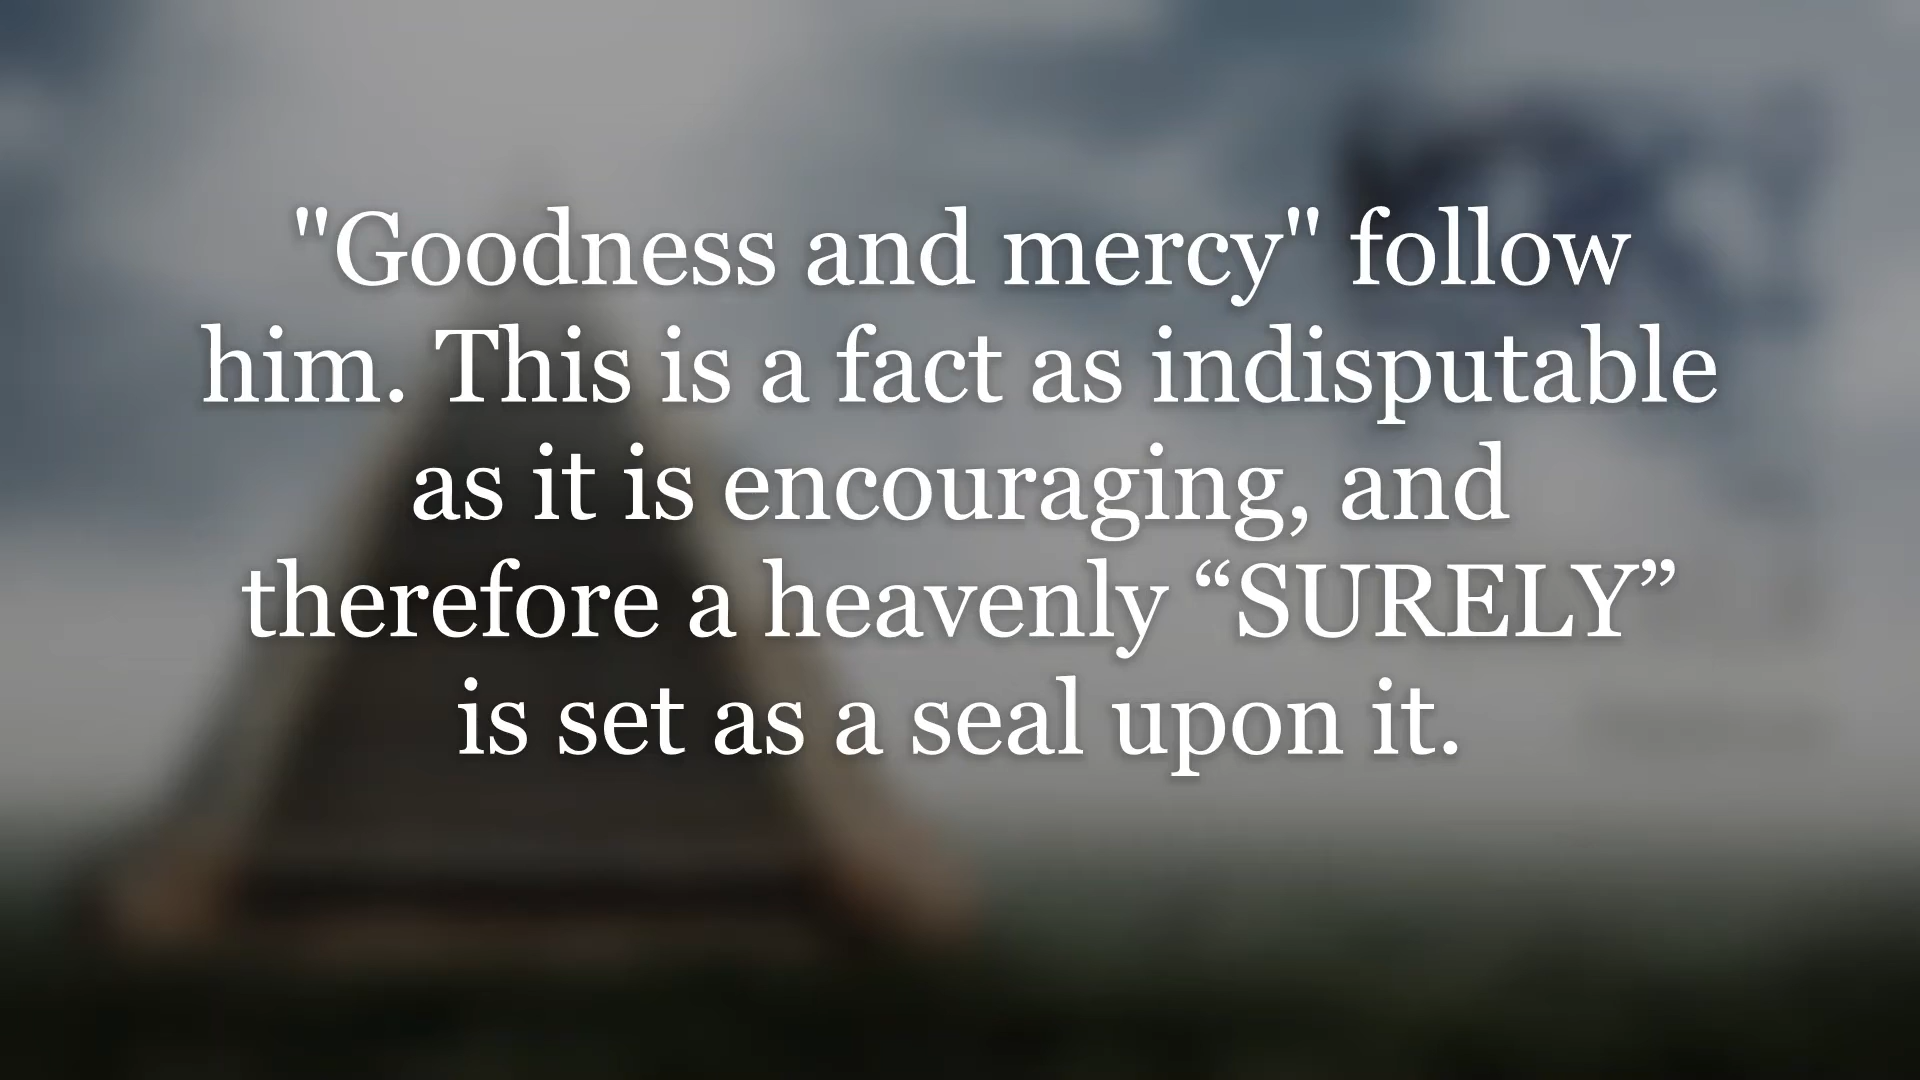 "Goodness and mercy" follow
him. This is a fact as indisputable
as it is encouraging, and
therefore a heavenly “SURELY”
is set as a seal upon it.